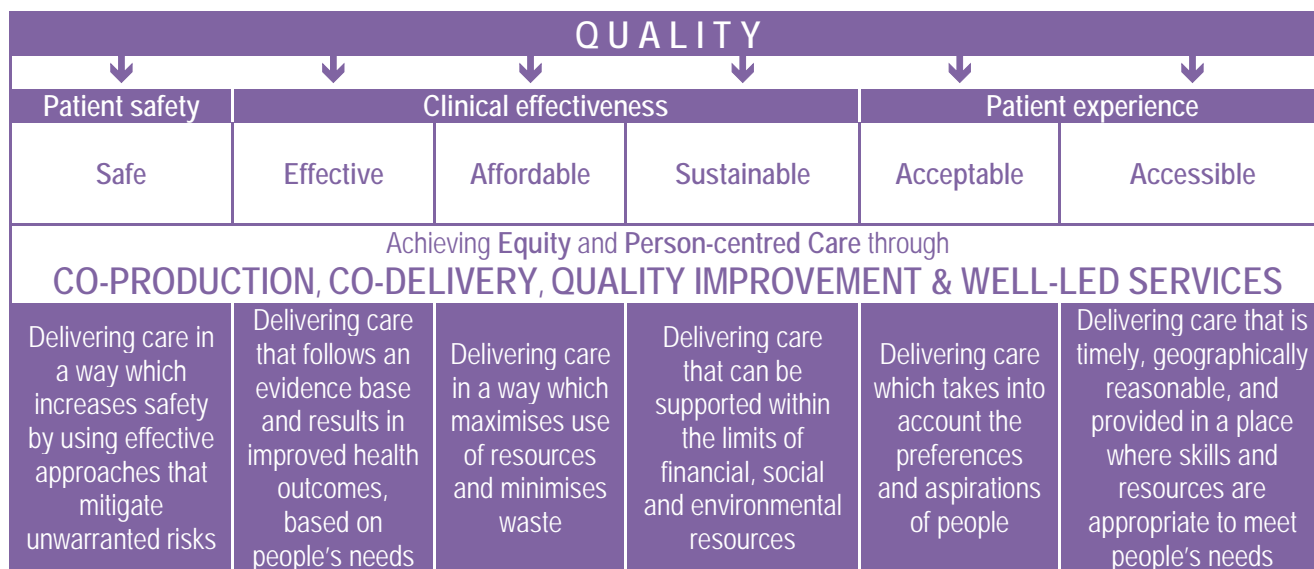 QUALITY
Patient safety
Clinical effectiveness
Patient experience
Safe
Effective
Affordable
Sustainable
Acceptable
Accessible
Achieving Equity and Person-centred Care through
CO-PRODUCTION, CO-DELIVERY, QUALITY IMPROVEMENT & WELL-LED SERVICES
Delivering care in
a way which
increases safety
by using effective
approaches that
mitigate
unwarranted risks
Delivering care
that follows an
evidence base
and results in
improved health
outcomes,
based on
people's needs
Delivering care
in a way which
maximises use
of resources
and minimises
waste
Delivering care
that can be
supported within
the limits of
financial, social
and environmental
resources
Delivering care
which takes into
account the
preferences
and aspirations
of people
Delivering care that is
timely, geographically
reasonable, and
provided in a place
where skills and
resources are
appropriate to meet
people's needs